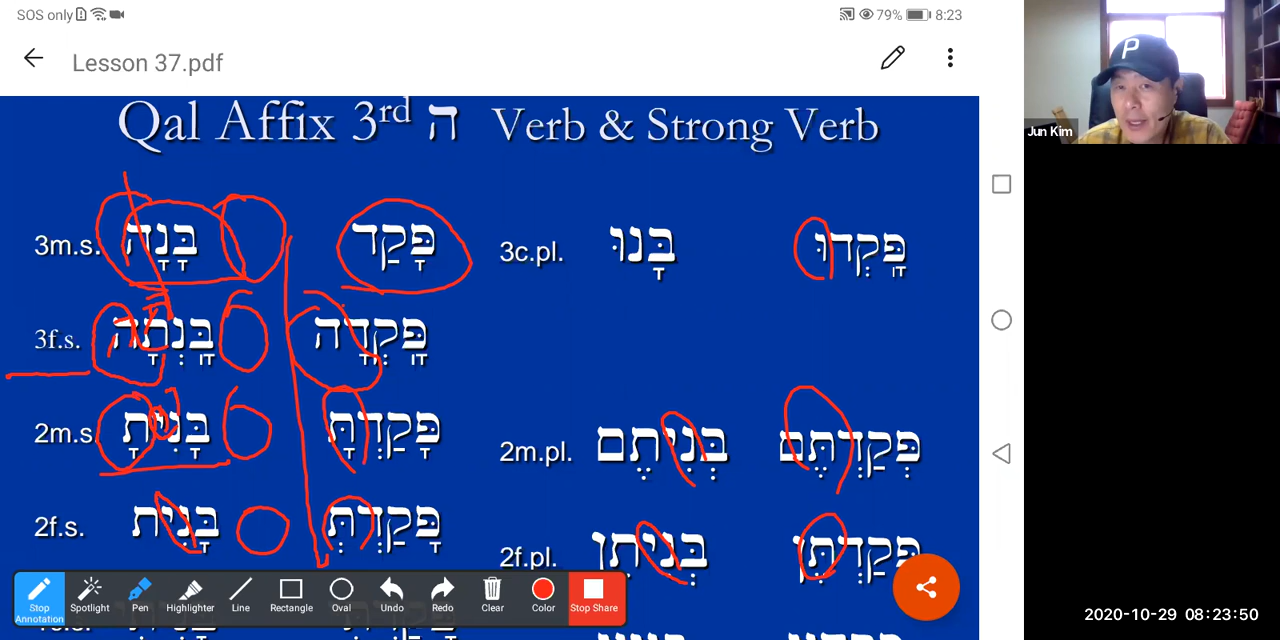 SOS only 79% 8:23
Lesson 37.pdf
P
Jun Kim
Qal Affix 3rd ה Verb & Strong Verb
3m.s. בָּנָה פָּקַד 3c.pl. בָּנוּ פָּקְדוּ
3f.s. בָּנְתָה פָּקְדָה
2m.s. בָּנִיתָ פָּקַדְתָּ 2m.pl. בְּנִיתֶם פְּקַדְתֶּם
2f.s. בָּנִית פָּקַדְתְּ 2f.pl. בְּנִיתֶן פְּקַדְתֶּן
Stop Annotation Spotlight Pen Highlighter Line Rectangle Oval Undo Redo Clear Color Stop Share
2020-10-29 08:23:50